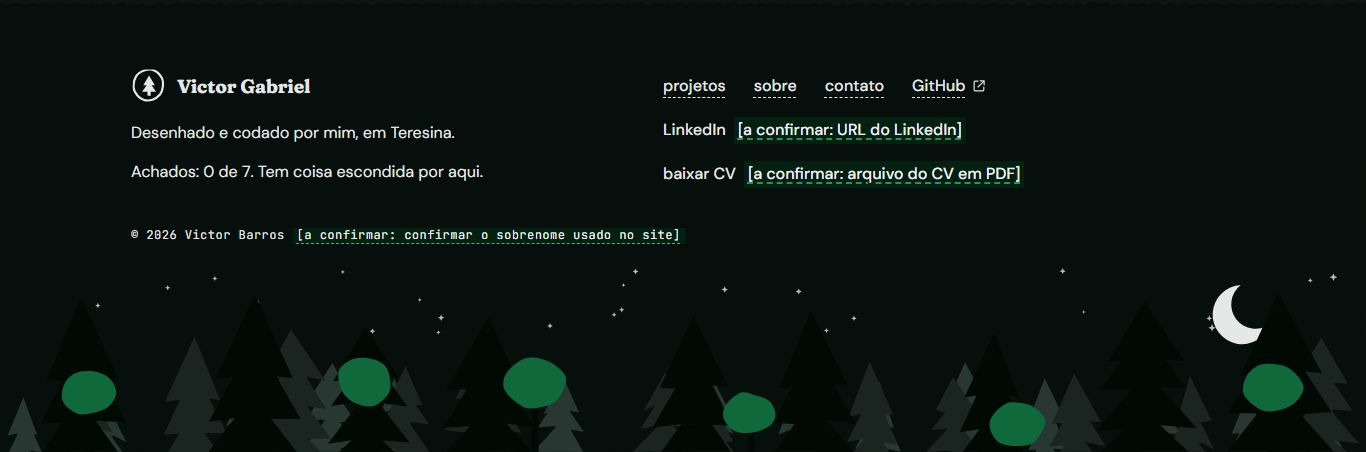 Victor Gabriel
Desenhado e codado por mim, em Teresina.
Achados: 0 de 7. Tem coisa escondida por aqui.
projetos sobre contato GitHub
LinkedIn [a confirmar: URL do LinkedIn]
baixar CV [a confirmar: arquivo do CV em PDF]
© 2026 Victor Barros [a confirmar: confirmar o sobrenome usado no site]